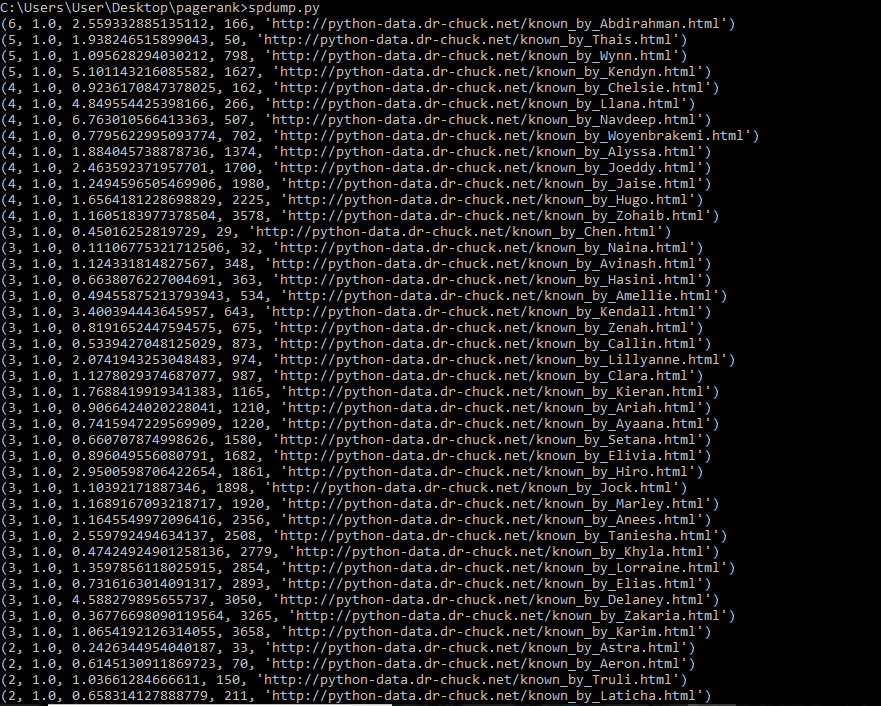 C:\Users\User\Desktop\pagerank>spdump.py
(6, 1.0, 2.559332885135112, 166, 'http://python-data.dr-chuck.net/known_by_Abdirahman.html')
(5, 1.0, 1.938246515899043, 50, 'http://python-data.dr-chuck.net/known_by_Thais.html')
(5, 1.0, 1.095628294030212, 798, 'http://python-data.dr-chuck.net/known_by_Wynn.html')
(5, 1.0, 5.101143216085582, 1627, 'http://python-data.dr-chuck.net/known_by_Kendyn.html')
(4, 1.0, 0.9236170847378025, 162, 'http://python-data.dr-chuck.net/known_by_Chelsie.html')
(4, 1.0, 4.849554425398166, 266, 'http://python-data.dr-chuck.net/known_by_Llana.html')
(4, 1.0, 6.763010566413363, 507, 'http://python-data.dr-chuck.net/known_by_Navdeep.html')
(4, 1.0, 0.7795622995093774, 702, 'http://python-data.dr-chuck.net/known_by_Woyenbrakemi.html')
(4, 1.0, 1.884045738878736, 1374, 'http://python-data.dr-chuck.net/known_by_Alyssa.html')
(4, 1.0, 2.463592371957701, 1700, 'http://python-data.dr-chuck.net/known_by_Joeddy.html')
(4, 1.0, 1.2494596505469906, 1980, 'http://python-data.dr-chuck.net/known_by_Jaise.html')
(4, 1.0, 1.6564181228698829, 2225, 'http://python-data.dr-chuck.net/known_by_Hugo.html')
(4, 1.0, 1.1605183977378504, 3578, 'http://python-data.dr-chuck.net/known_by_Zohaib.html')
(3, 1.0, 0.45016252819729, 29, 'http://python-data.dr-chuck.net/known_by_Chen.html')
(3, 1.0, 0.11106775321712506, 32, 'http://python-data.dr-chuck.net/known_by_Naina.html')
(3, 1.0, 1.124331814827567, 348, 'http://python-data.dr-chuck.net/known_by_Avinash.html')
(3, 1.0, 0.6638076227004691, 363, 'http://python-data.dr-chuck.net/known_by_Hasini.html')
(3, 1.0, 0.49455875213793943, 534, 'http://python-data.dr-chuck.net/known_by_Amellie.html')
(3, 1.0, 3.400394443645957, 643, 'http://python-data.dr-chuck.net/known_by_Kendall.html')
(3, 1.0, 0.8191652447594575, 675, 'http://python-data.dr-chuck.net/known_by_Zenah.html')
(3, 1.0, 0.5339427048125029, 873, 'http://python-data.dr-chuck.net/known_by_Callin.html')
(3, 1.0, 2.0741943253048483, 974, 'http://python-data.dr-chuck.net/known_by_Lillyanne.html')
(3, 1.0, 1.1278029374687077, 987, 'http://python-data.dr-chuck.net/known_by_Clara.html')
(3, 1.0, 1.7688419919341383, 1165, 'http://python-data.dr-chuck.net/known_by_Kieran.html')
(3, 1.0, 0.9066424020228041, 1210, 'http://python-data.dr-chuck.net/known_by_Ariah.html')
(3, 1.0, 0.7415947229569909, 1220, 'http://python-data.dr-chuck.net/known_by_Ayaana.html')
(3, 1.0, 0.660707874998626, 1580, 'http://python-data.dr-chuck.net/known_by_Setana.html')
(3, 1.0, 0.896049556080791, 1682, 'http://python-data.dr-chuck.net/known_by_Elivia.html')
(3, 1.0, 2.9500598706422654, 1861, 'http://python-data.dr-chuck.net/known_by_Hiro.html')
(3, 1.0, 1.10392171887346, 1898, 'http://python-data.dr-chuck.net/known_by_Jock.html')
(3, 1.0, 1.1689167093218717, 1920, 'http://python-data.dr-chuck.net/known_by_Marley.html')
(3, 1.0, 1.1645549972096416, 2356, 'http://python-data.dr-chuck.net/known_by_Anees.html')
(3, 1.0, 2.559792494634137, 2508, 'http://python-data.dr-chuck.net/known_by_Taniesha.html')
(3, 1.0, 0.47424924901258136, 2779, 'http://python-data.dr-chuck.net/known_by_Khyla.html')
(3, 1.0, 1.3597856118025915, 2854, 'http://python-data.dr-chuck.net/known_by_Lorraine.html')
(3, 1.0, 0.7316163014091317, 2893, 'http://python-data.dr-chuck.net/known_by_Elias.html')
(3, 1.0, 4.588279895655737, 3050, 'http://python-data.dr-chuck.net/known_by_Delaney.html')
(3, 1.0, 0.36776698090119564, 3265, 'http://python-data.dr-chuck.net/known_by_Zakaria.html')
(3, 1.0, 1.0654192126314055, 3658, 'http://python-data.dr-chuck.net/known_by_Karim.html')
(2, 1.0, 0.2426344954040187, 33, 'http://python-data.dr-chuck.net/known_by_Astra.html')
(2, 1.0, 0.6145130911869723, 70, 'http://python-data.dr-chuck.net/known_by_Aeron.html')
(2, 1.0, 1.03661284666611, 150, 'http://python-data.dr-chuck.net/known_by_Truli.html')
(2, 1.0, 0.658314127888779, 211, 'http://python-data.dr-chuck.net/known_by_Laticha.html')